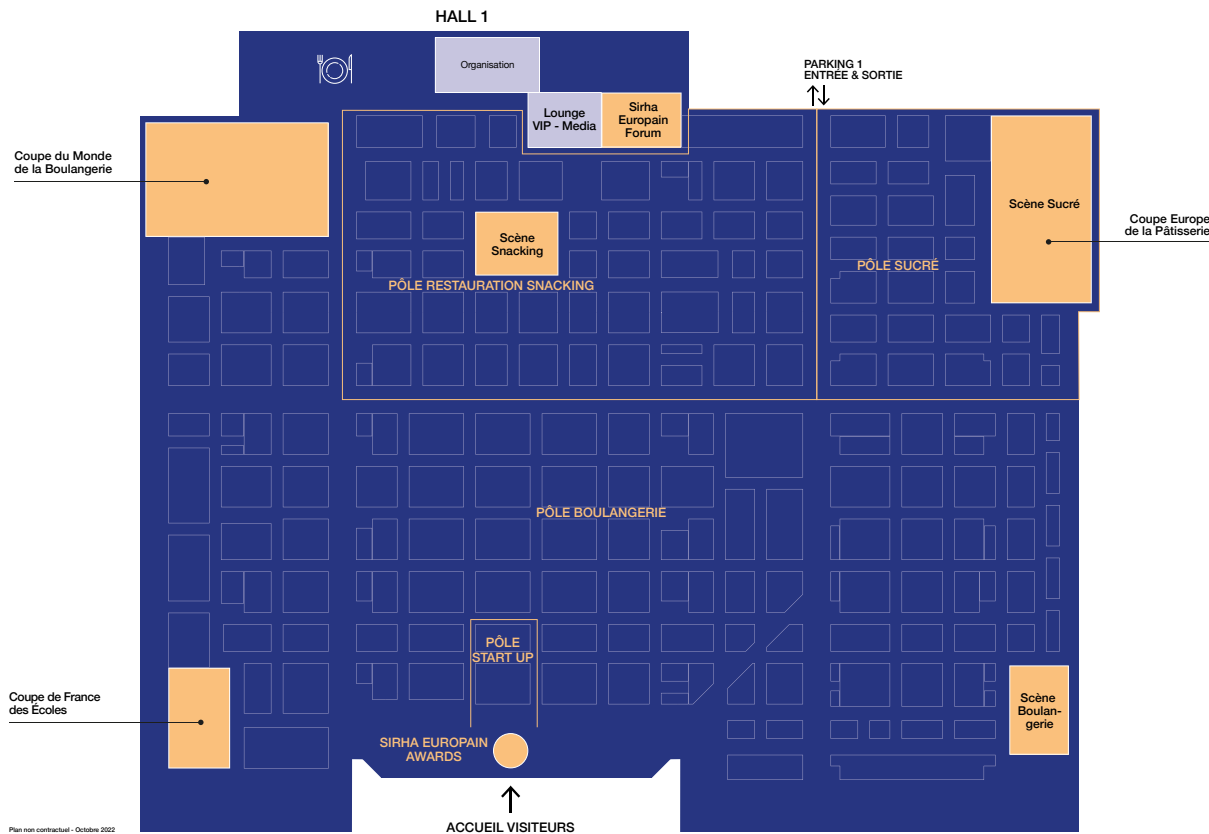 HALL 1
Organisation
PARKING 1
ENTRÉE & SORTIE
Lounge
VIP - Media
Sirha
Europain
Forum
Coupe du Monde
de la Boulangerie
Scène Sucré
Coupe Europe
de la Pâtisserie
Scène
Snacking
PÔLE SUCRÉ
PÔLE RESTAURATION SNACKING
PÔLE BOULANGERIE
PÔLE
START UP
Coupe de France
des Écoles
Scène
Boulan-
gerie
SIRHA EUROPAIN
AWARDS
ACCUEIL VISITEURS
Plan non contractuel - Octobre 2022